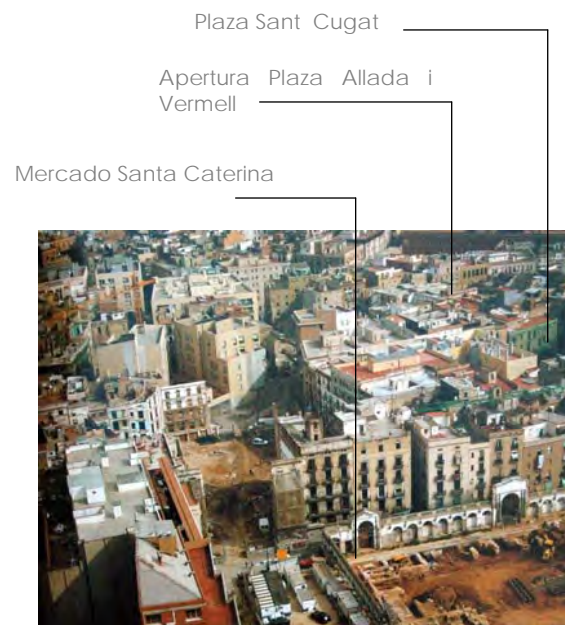 Plaza Sant Cugat
Apertura Plaza Allada i
Vermell
Mercado Santa Caterina